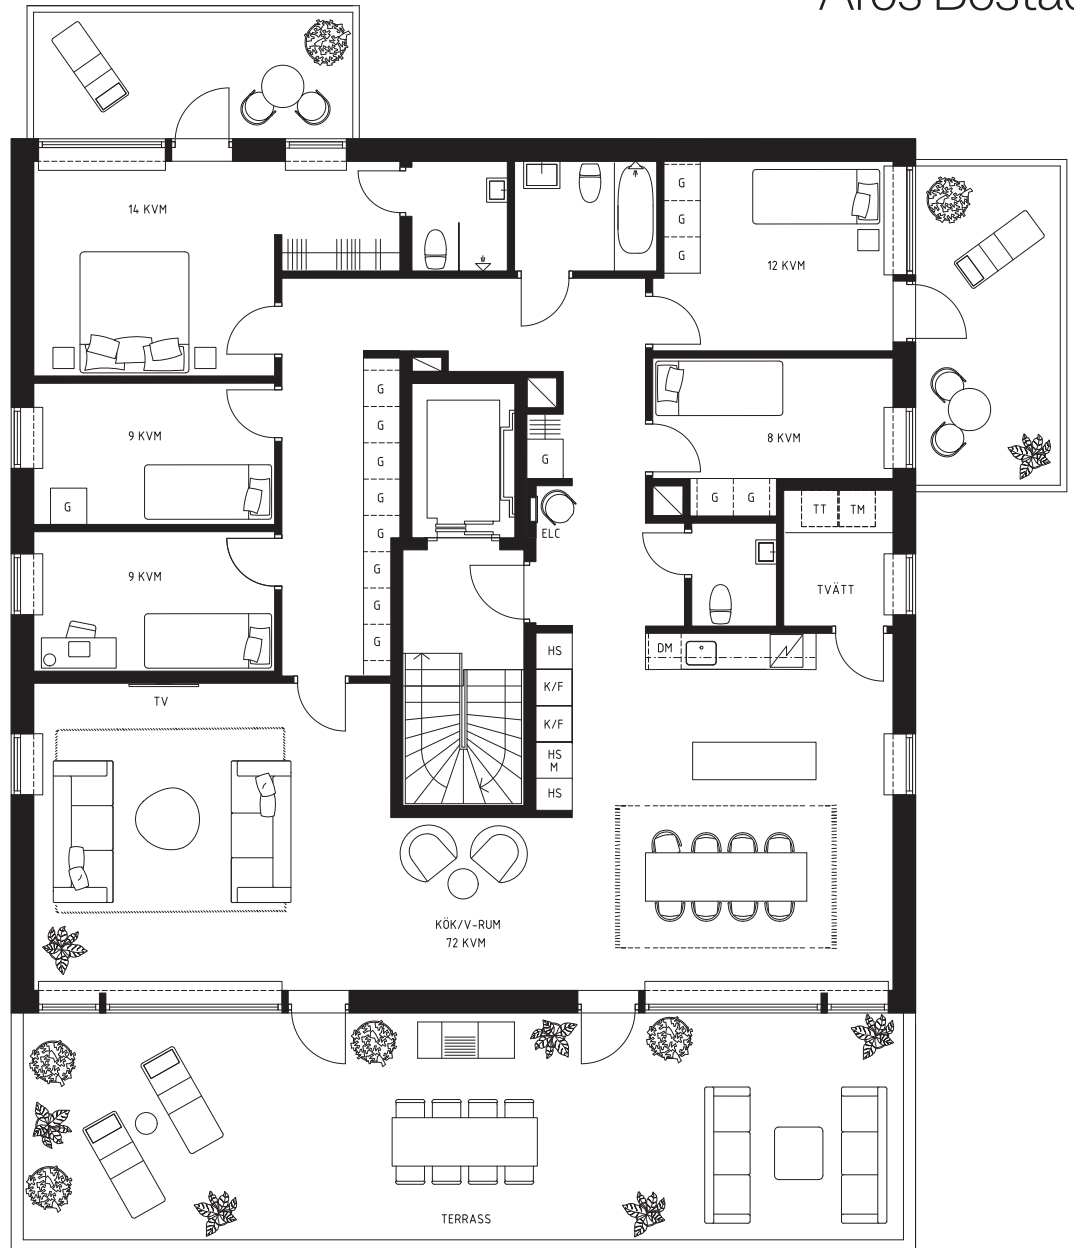 14 KVM
G
G
G
12 KVM
9 KVM
G
G
G
G
G
G
G
G
G
G
ELC
8 KVM
G
G
TT
TM
9 KVM
TVÄTT
TV
HS
K/F
K/F
HS
M
HS
DM
KÖK/V-RUM
72 KVM
TERRASS